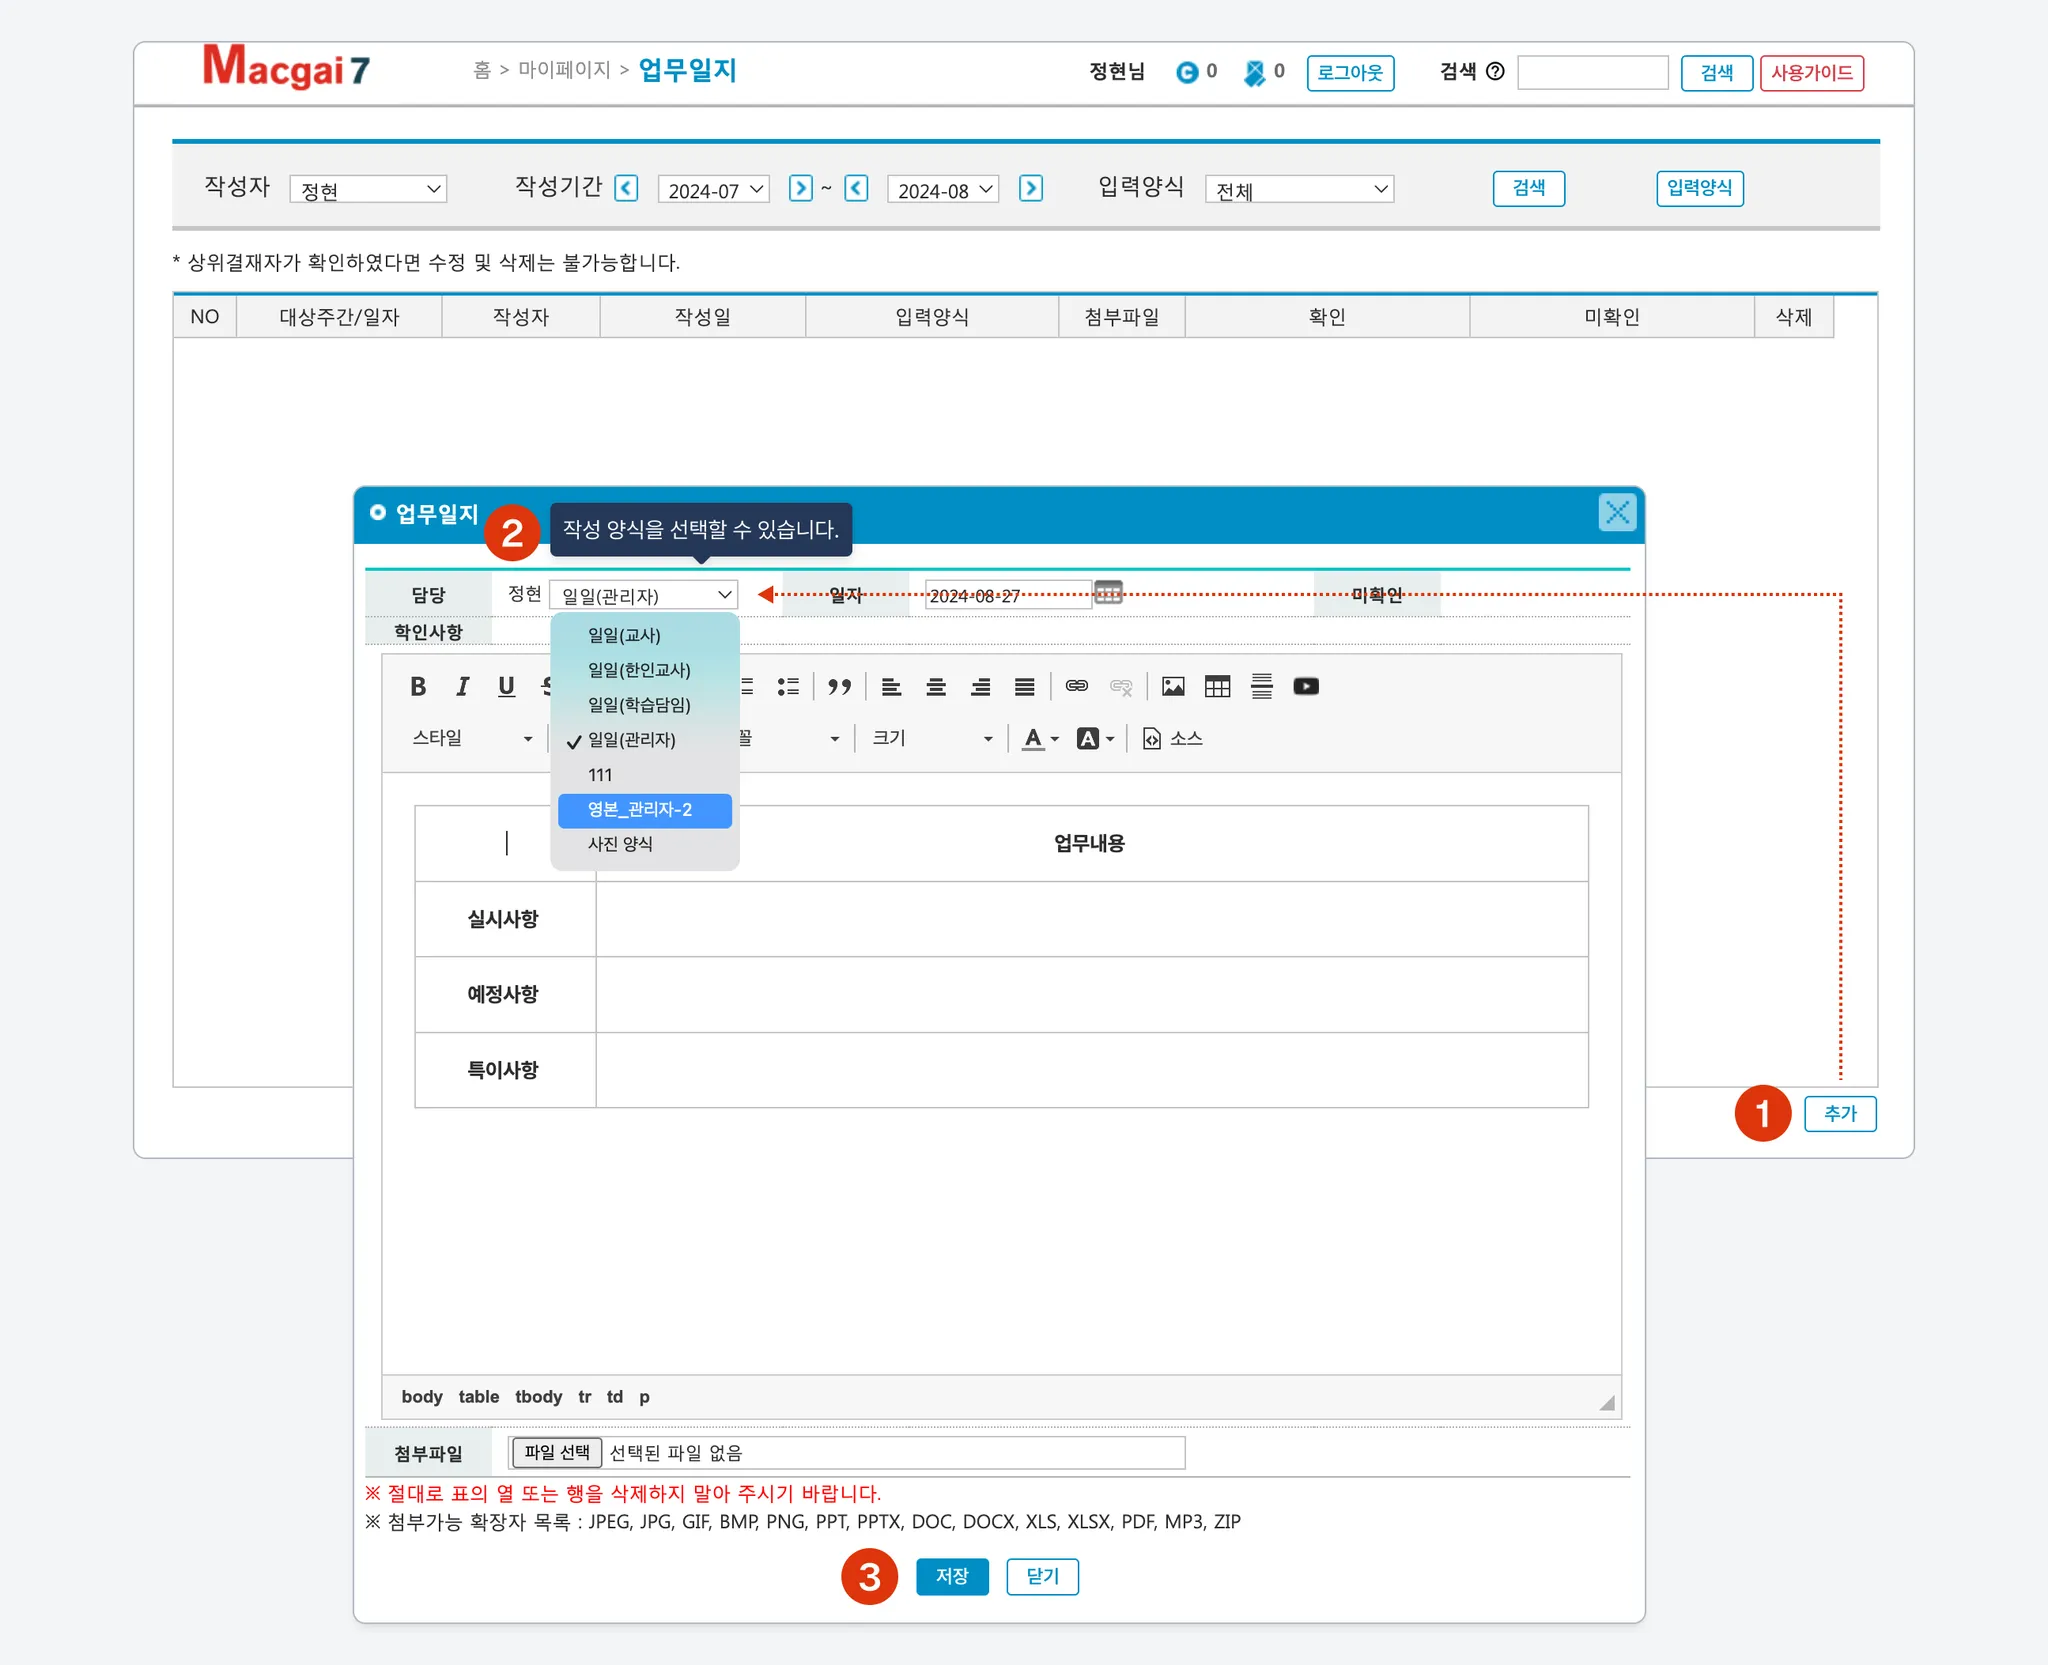 Macgai 7 홈 > 마이페이지 > 업무일지 정현님 0 0 로그아웃 검색 검색 사용가이드
작성자 정현 작성기간 2024-07 ~ 2024-08 입력양식 전체 검색 입력양식
* 상위결재자가 확인하였다면 수정 및 삭제는 불가능합니다.
NO 대상주간/일자 작성자 작성일 입력양식 첨부파일 확인 미확인 삭제
업무일지 2 작성 양식을 선택할 수 있습니다.
담당 정현 일일(관리자) 일자 2024-08-27 미확인
학인사항
일일(교사)
일일(한인교사)
일일(학습담임)
일일(관리자)
111
영본_관리자-2
사진 양식
B I U S
스타일 꼴 크기 A A 소스
업무내용
실시사항
예정사항
특이사항
1 추가
body table tbody tr td p
첨부파일 파일 선택 선택된 파일 없음
※ 절대로 표의 열 또는 행을 삭제하지 말아 주시기 바랍니다.
※ 첨부가능 확장자 목록 : JPEG, JPG, GIF, BMP, PNG, PPT, PPTX, DOC, DOCX, XLS, XLSX, PDF, MP3, ZIP
3 저장 닫기